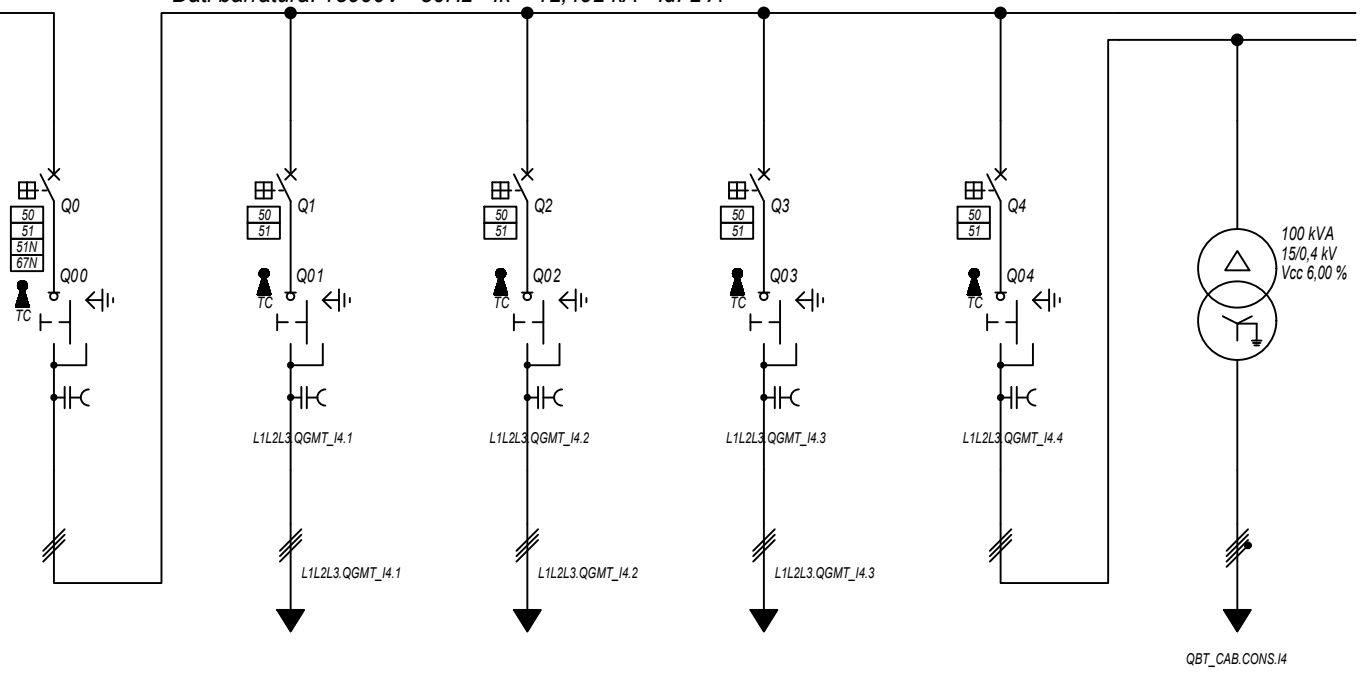 Q0
Q1
Q2
Q3
Q4
50
51
51N
67N
50
51
50
51
50
51
50
51
100 kVA
15/0,4 kV
Vcc 6,00 %
Q00
Q01
Q02
Q03
Q04
TC
TC
TC
TC
TC
L1L2L3.QGMT_I4.1
L1L2L3.QGMT_I4.2
L1L2L3.QGMT_I4.3
L1L2L3.QGMT_I4.4
L1L2L3.QGMT_I4.1
L1L2L3.QGMT_I4.2
L1L2L3.QGMT_I4.3
QBT_CAB.CONS.I4